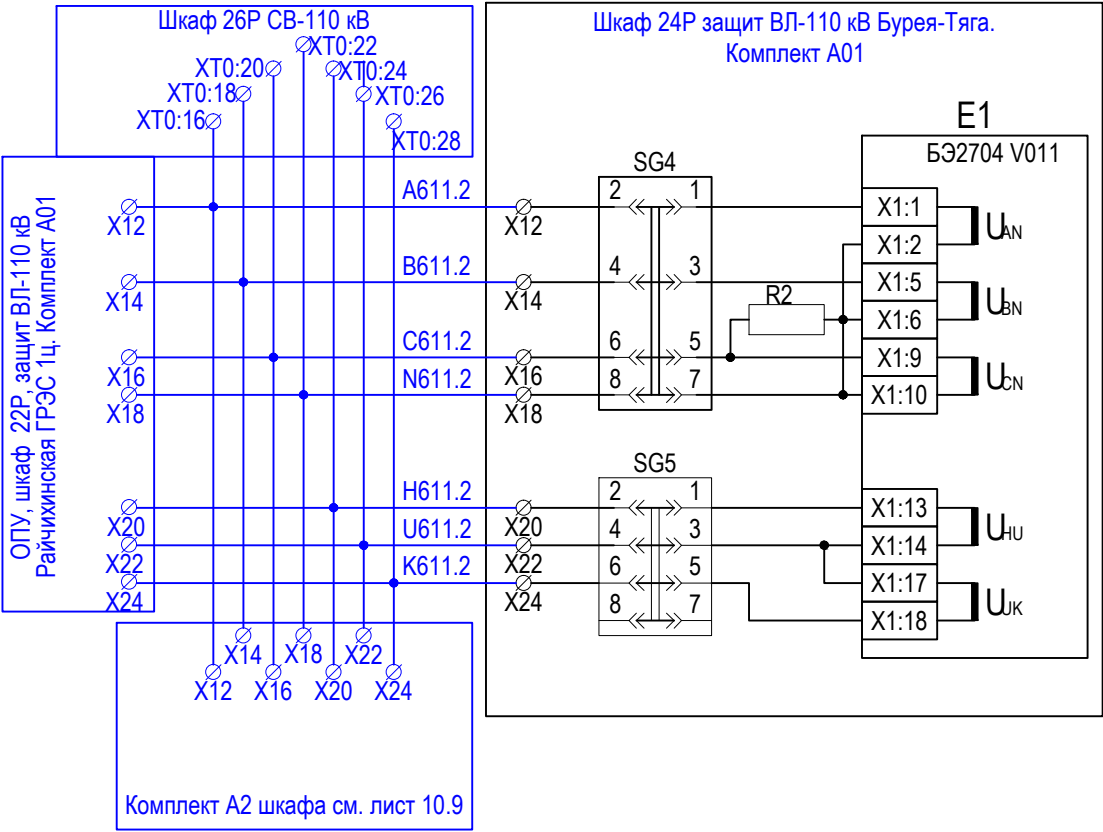 Шкаф 26Р СВ-110 кВ
XT0:22
XT0:20
XT0:24
XT0:18
XT0:26
XT0:16
XT0:28
Шкаф 24Р защит ВЛ-110 кВ Бурея-Тяга.
Комплект А01
E1
БЭ2704 V011
ОПУ, шкаф 22Р, защит ВЛ-110 кВ
Райчихинская ГРЭС 1ц. Комплект А01
X12
X14
X16
X18
X20
X22
X24
A611.2
B611.2
C611.2
N611.2
H611.2
U611.2
K611.2
X12
X14
X16
X18
X20
X22
X24
SG4
2 1
4 3
6 5
8 7
R2
SG5
2 1
4 3
6 5
8 7
X1:1
X1:2
X1:5
X1:6
X1:9
X1:10
X1:13
X1:14
X1:17
X1:18
UAN
UBN
UCN
UHU
UUK
X14
X18
X22
X12
X16
X20
X24
Комплект А2 шкафа см. лист 10.9